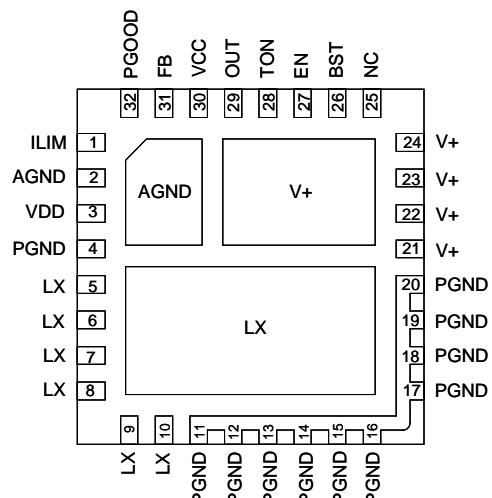 PGOOD
FB
VCC
OUT
TON
EN
BST
NC
32
31
30
29
28
27
26
25
ILIM 1
AGND 2
VDD 3
PGND 4
LX 5
LX 6
LX 7
LX 8
AGND
V+
LX
24 V+
23 V+
22 V+
21 V+
20 PGND
19 PGND
18 PGND
17 PGND
9
10
11
12
13
14
15
16
LX
LX
PGND
PGND
PGND
PGND
PGND
PGND